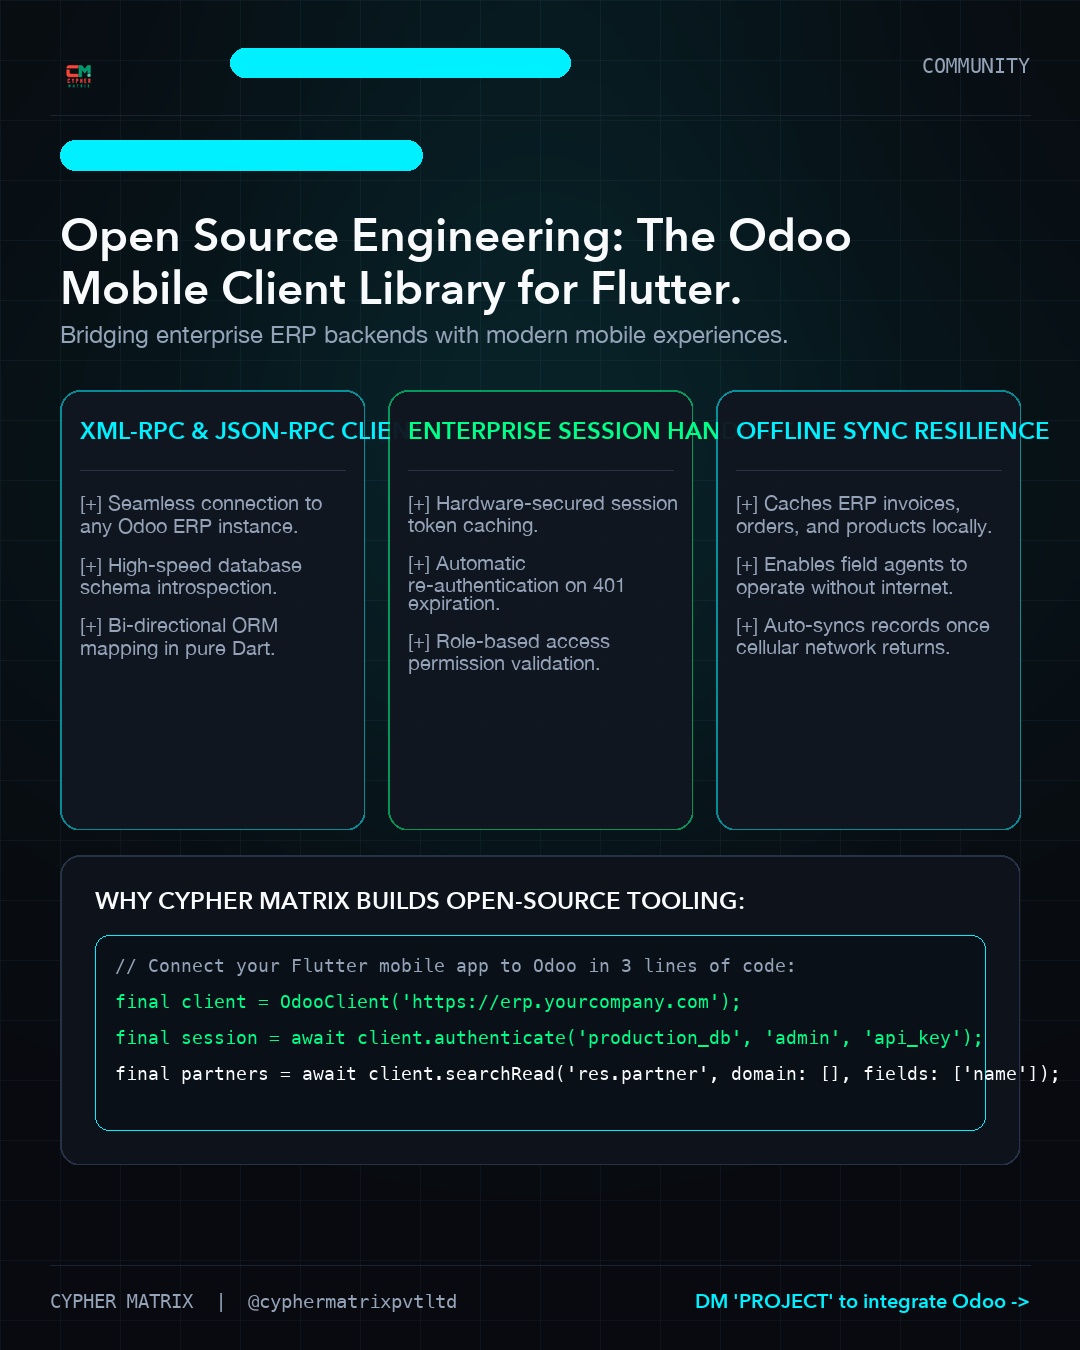 CM
CYPHER
MATRIX
COMMUNITY
Open Source Engineering: The Odoo
Mobile Client Library for Flutter.
Bridging enterprise ERP backends with modern mobile experiences.
XML-RPC & JSON-RPC CLIEN
[+] Seamless connection to
any Odoo ERP instance.
[+] High-speed database
schema introspection.
[+] Bi-directional ORM
mapping in pure Dart.
ENTERPRISE SESSION HAND
[+] Hardware-secured session
token caching.
[+] Automatic
re-authentication on 401
expiration.
[+] Role-based access
permission validation.
OFFLINE SYNC RESILIENCE
[+] Caches ERP invoices,
orders, and products locally.
[+] Enables field agents to
operate without internet.
[+] Auto-syncs records once
cellular network returns.
WHY CYPHER MATRIX BUILDS OPEN-SOURCE TOOLING:
// Connect your Flutter mobile app to Odoo in 3 lines of code:
final client = OdooClient('https://erp.yourcompany.com');
final session = await client.authenticate('production_db', 'admin', 'api_key');
final partners = await client.searchRead('res.partner', domain: [], fields: ['name']);
CYPHER MATRIX | @cyphermatrixpvtltd
DM 'PROJECT' to integrate Odoo ->